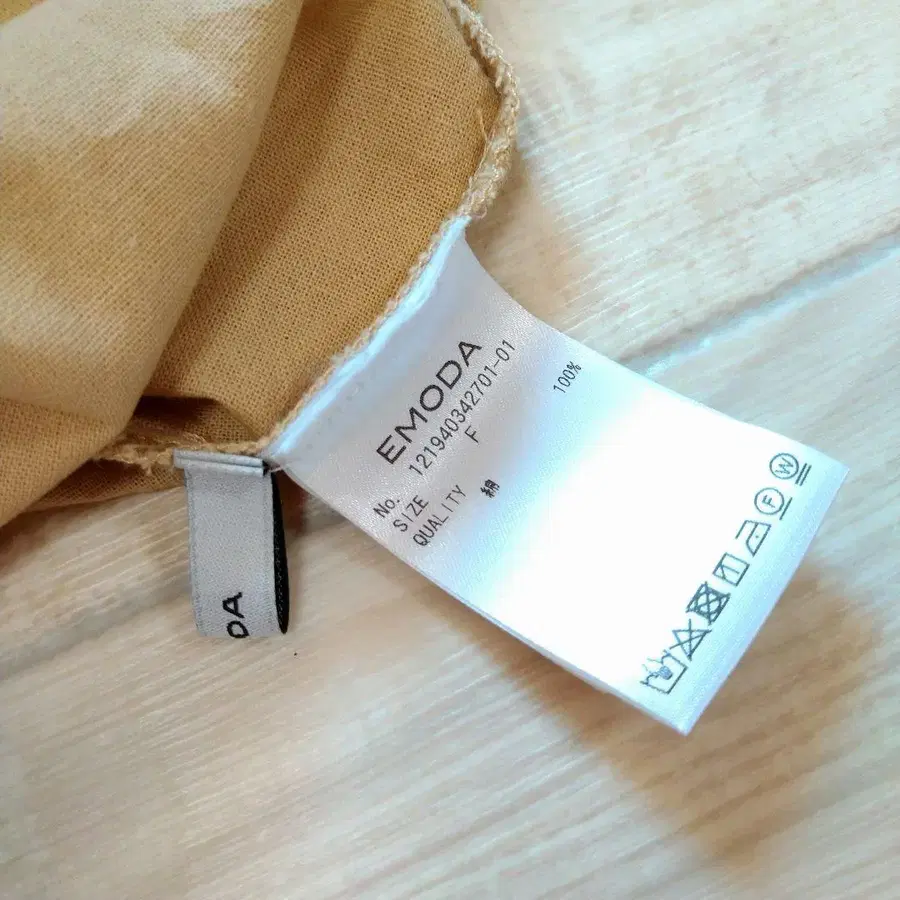 EMODA
No. 121940342701-01
SIZE F
QUALITY 綿 100%
F
W
DA